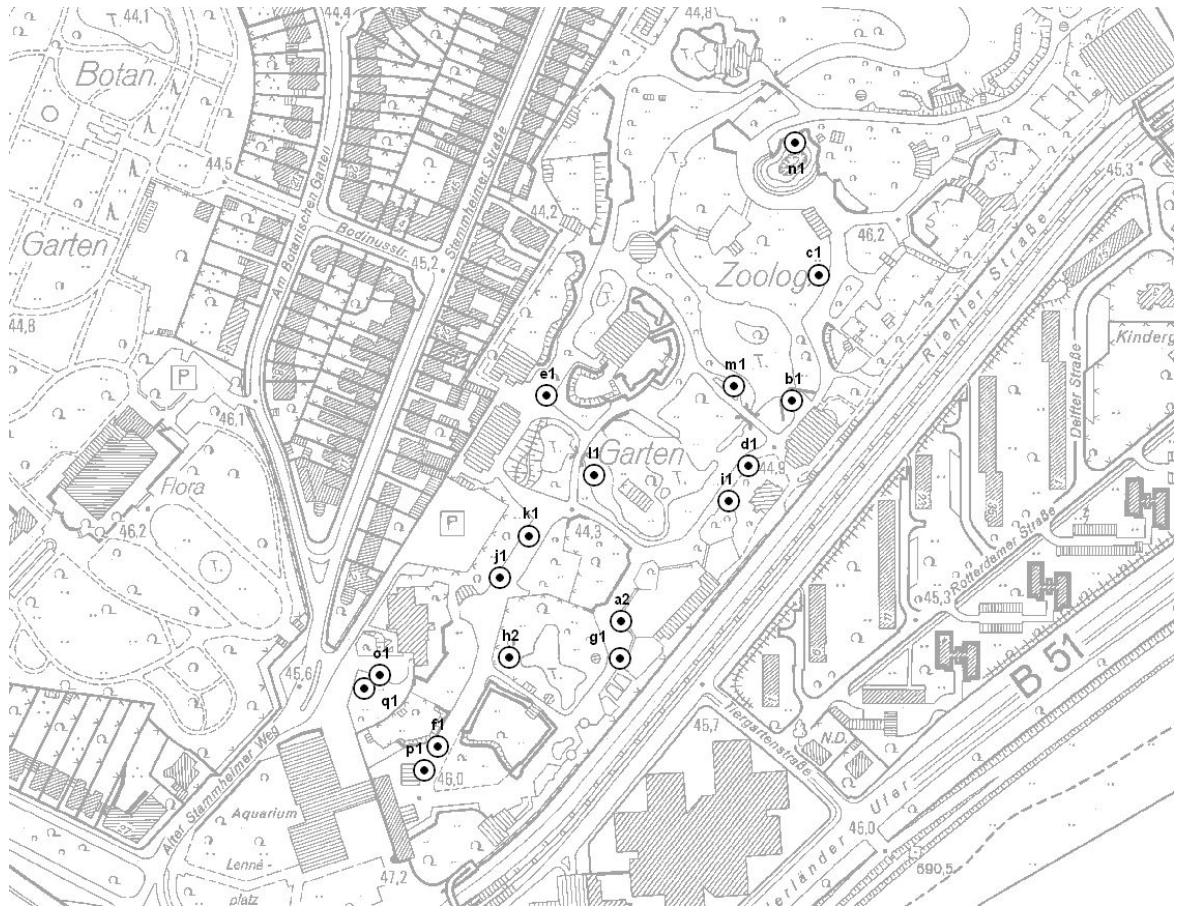 44,1
44,4
44,8
Botan
44,5
Garten
Am Botanischen Garten
Bodinusstr.
45,2
Stammheimer Straße
44,2
44,8
n1
c1
46,2
Zoolog
45,3
Riehler Straße
Delfter Straße
Kinderg
P
46,1
Flora
46,2
T.
e1
m1
b1
l1
Garten
d1
44,9
i1
P
k1
44,3
j1
a2
h2
g1
Rotterdamer Straße
45,3
B 51
o1
q1
45,6
f1
p1
46,0
45,7
Tiergartenstraße
N.D.
Alter Stammheimer Weg
Aquarium
Lenné-
platz
47,2
Ufer
45,0
erländer
690,5